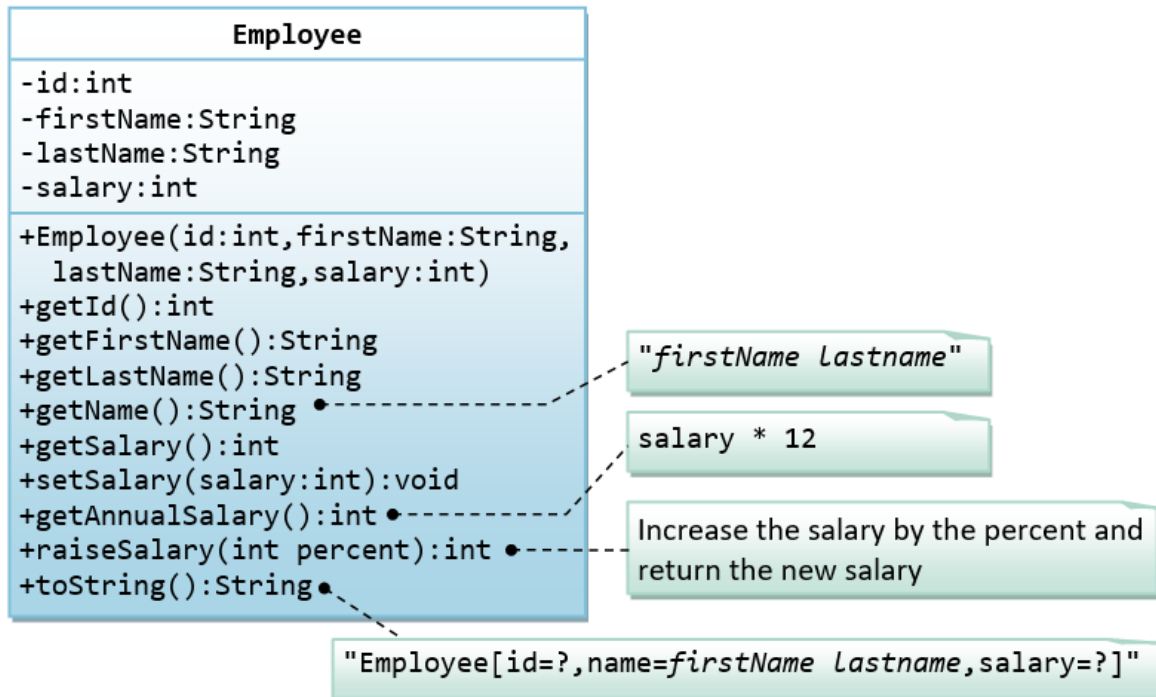 Employee
-id:int
-firstName:String
-lastName:String
-salary:int
+Employee(id:int,firstName:String,
lastName:String,salary:int)
+getId():int
+getFirstName():String
+getLastName():String
+getName():String
"firstName lastname"
+getSalary():int
+setSalary(salary:int):void
+getAnnualSalary():int
salary * 12
+raiseSalary(int percent):int
Increase the salary by the percent and
return the new salary
+toString():String
"Employee[id=?,name=firstName lastname,salary=?]"